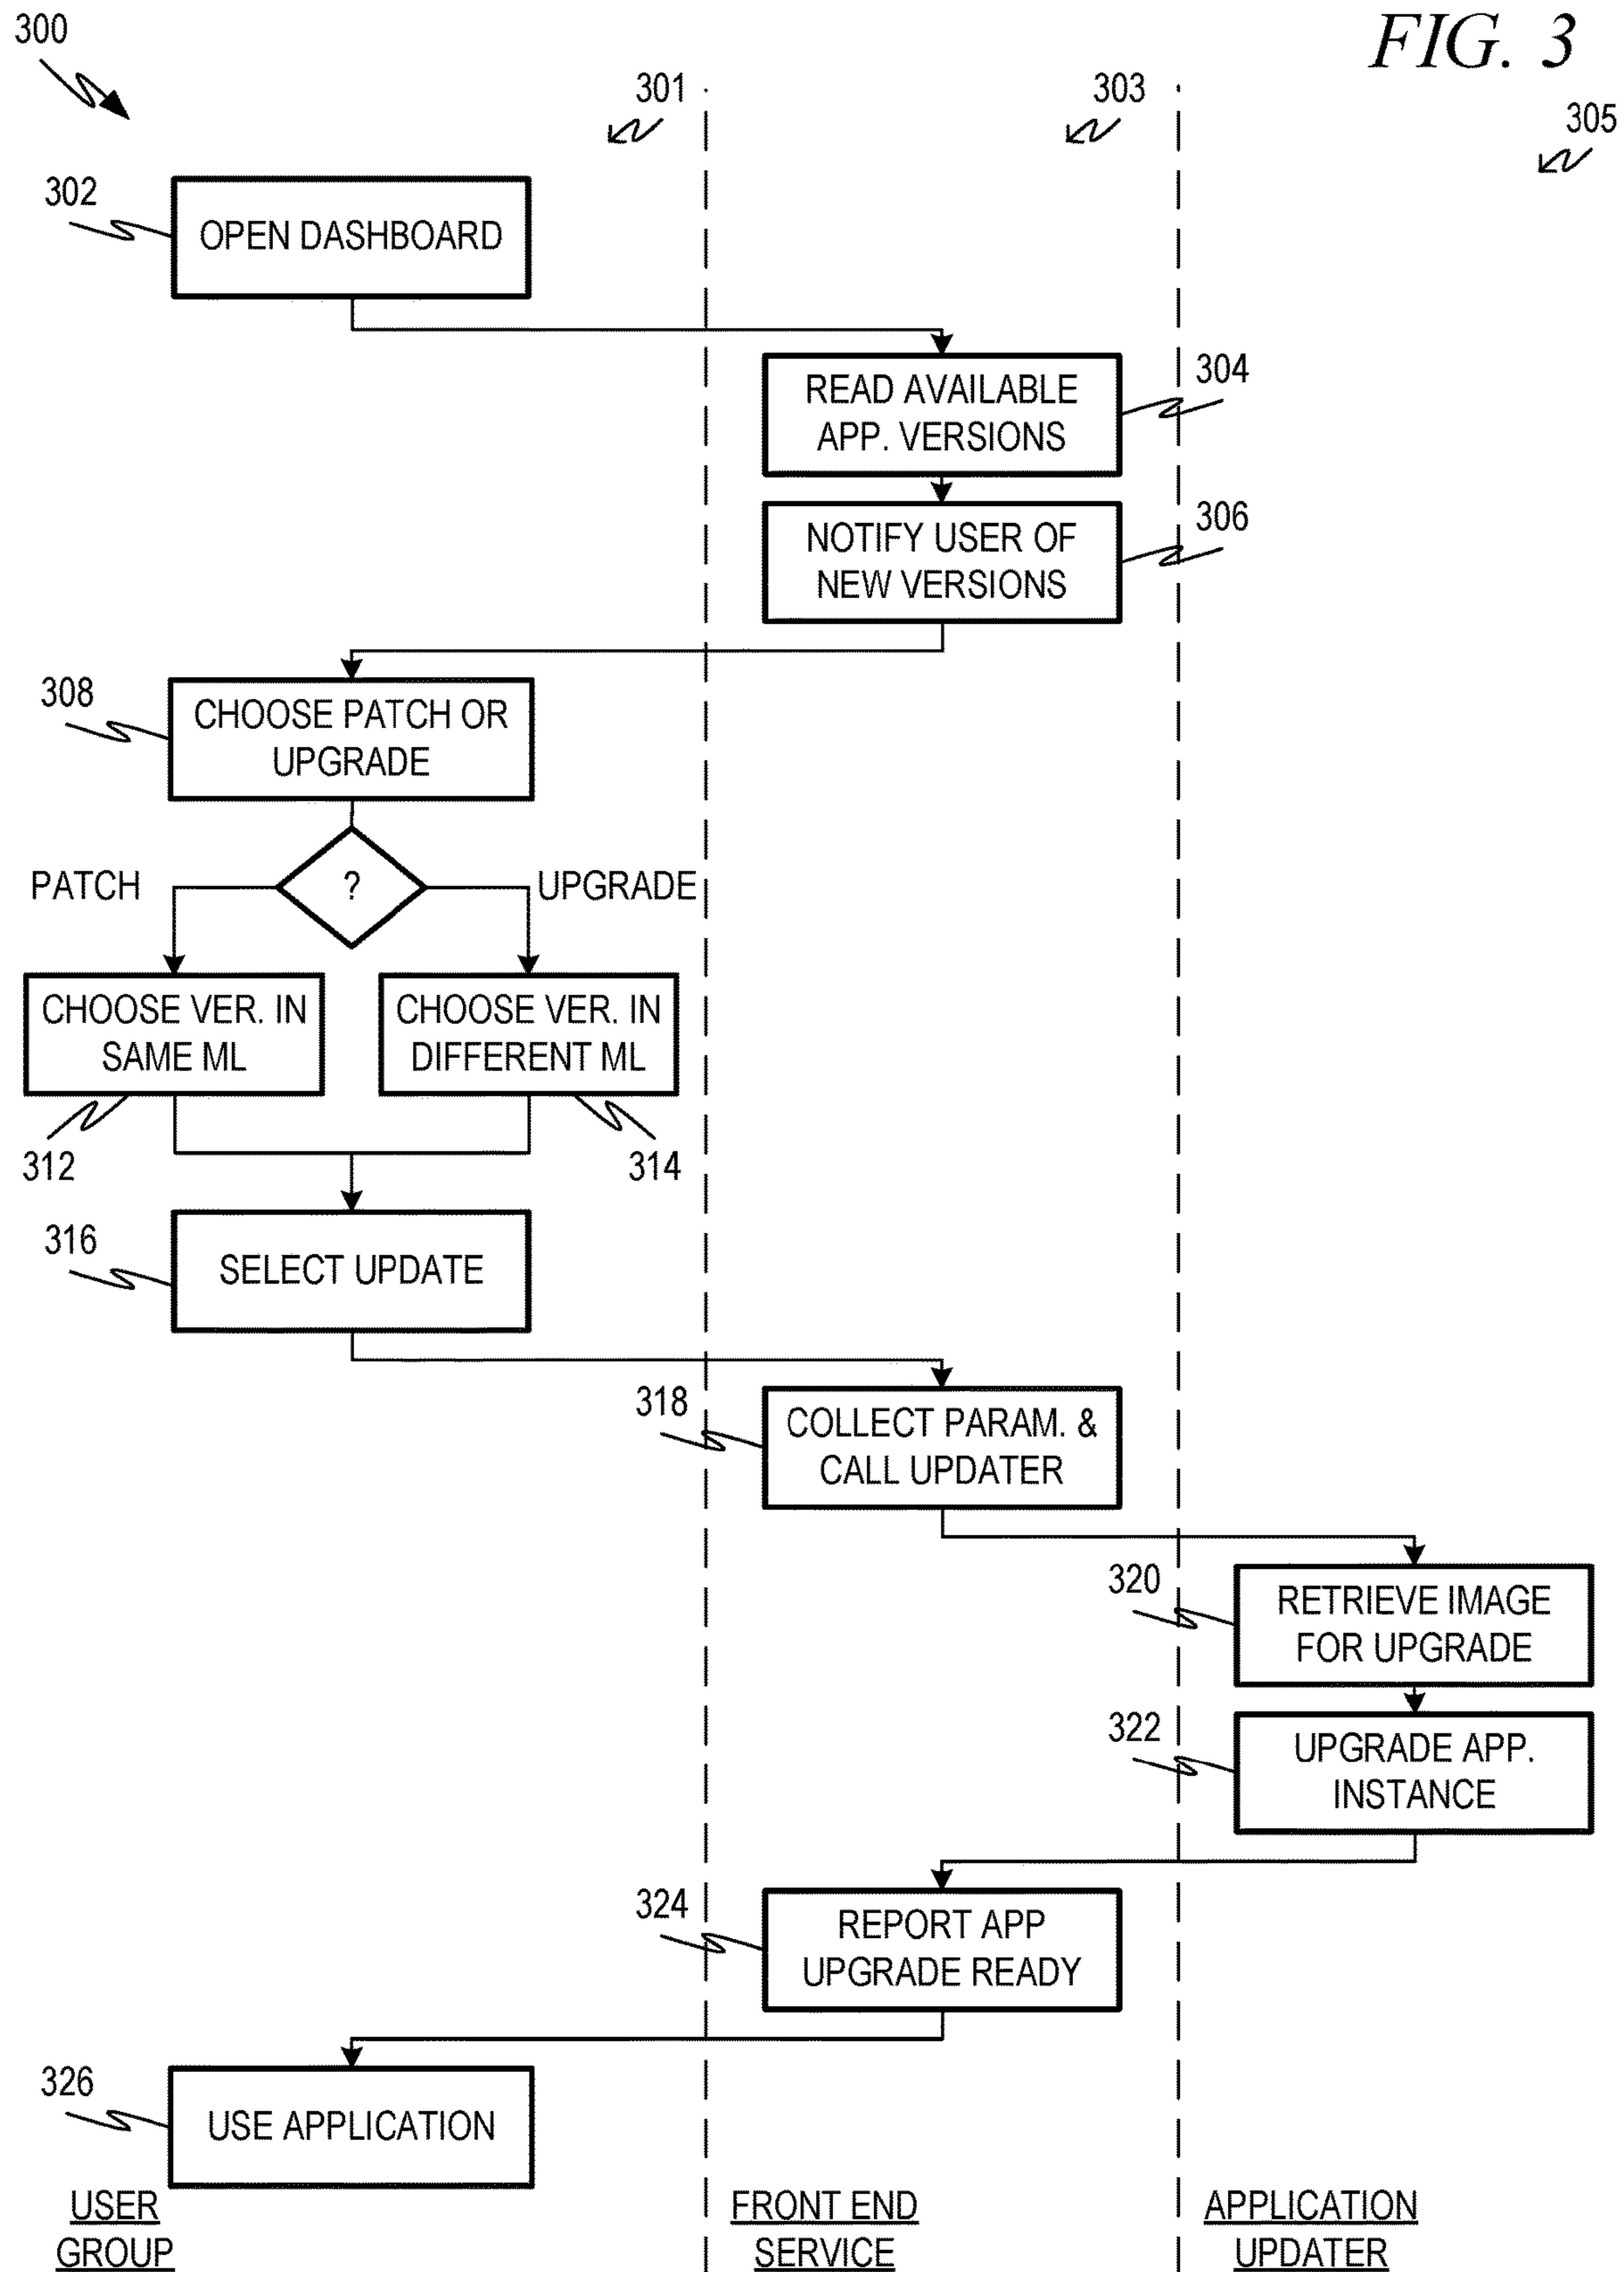 FIG. 3
300
301
303
305
302
OPEN DASHBOARD
304
READ AVAILABLE
APP. VERSIONS
306
NOTIFY USER OF
NEW VERSIONS
308
CHOOSE PATCH OR
UPGRADE
PATCH
?
UPGRADE
CHOOSE VER. IN
SAME ML
CHOOSE VER. IN
DIFFERENT ML
312
314
316
SELECT UPDATE
318
COLLECT PARAM. &
CALL UPDATER
320
RETRIEVE IMAGE
FOR UPGRADE
322
UPGRADE APP.
INSTANCE
324
REPORT APP
UPGRADE READY
326
USE APPLICATION
USER
GROUP
FRONT END
SERVICE
APPLICATION
UPDATER